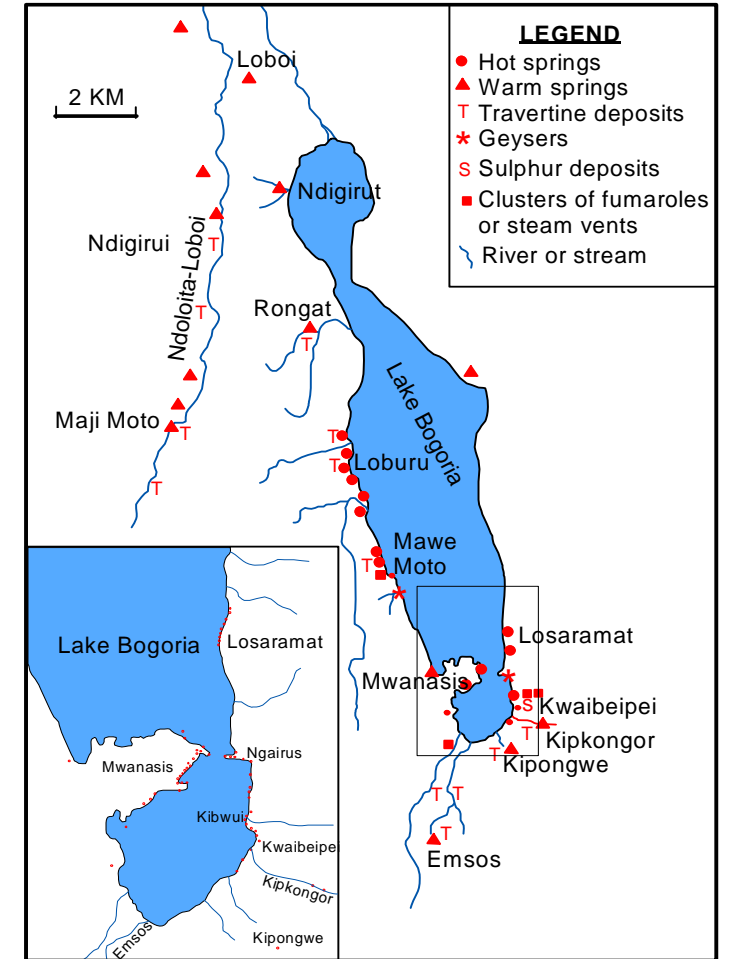 LEGEND
Hot springs
Warm springs
T Travertine deposits
* Geysers
S Sulphur deposits
Clusters of fumaroles
or steam vents
River or stream
2 KM
Loboi
Ndigirut
Ndigirui
Ndoloita-Loboi
Rongat
T
T
T
Lake Bogoria
Maji Moto
T
T
T
T
Loburu
T
Mawe
Moto
T
Losaramat
Mwanasis
S
Kwaibeipei
T
Kipkongor
T
Kipongwe
T
T
T
Emsos
Lake Bogoria
Losaramat
Mwanasis
Ngairus
Kibwui
Kwaibeipei
Kipkongor
Emsos
Kipongwe